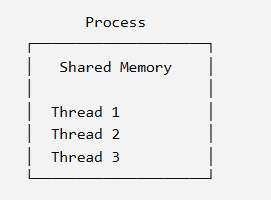 Process
Shared Memory
Thread 1
Thread 2
Thread 3